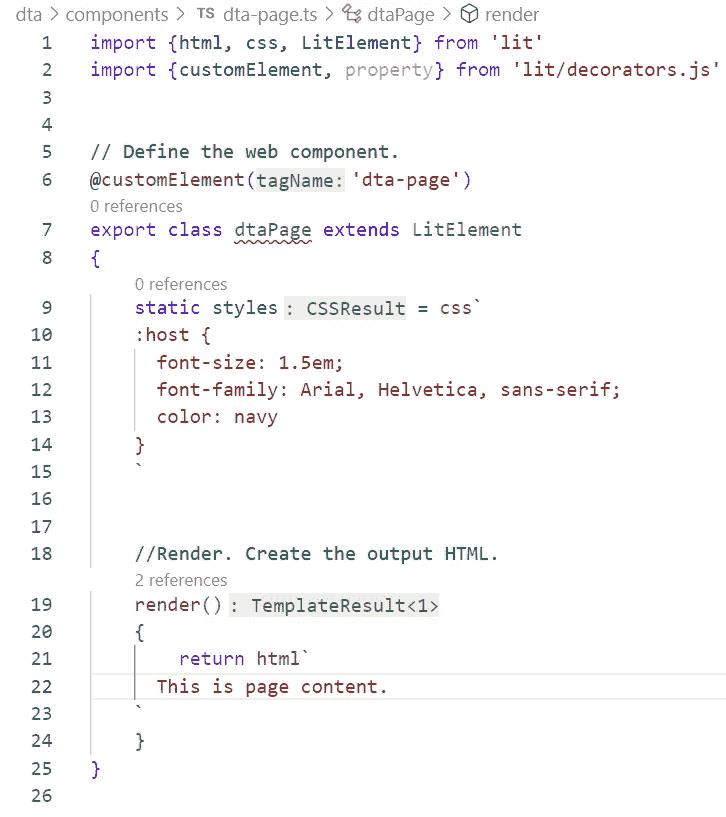 dta > components > TS dta-page.ts > dtaPage > render
1 import {html, css, LitElement} from 'lit'
2 import {customElement, property} from 'lit/decorators.js'
3
4
5 // Define the web component.
6 @customElement(tagName: 'dta-page')
0 references
7 export class dtaPage extends LitElement
8 {
0 references
9 static styles : CSSResult = css`
10 :host {
11 font-size: 1.5em;
12 font-family: Arial, Helvetica, sans-serif;
13 color: navy
14 }
15 `
16
17
18 //Render. Create the output HTML.
2 references
19 render() : TemplateResult<1>
20 {
21 return html`
22 This is page content.
23 `
24 }
25 }
26